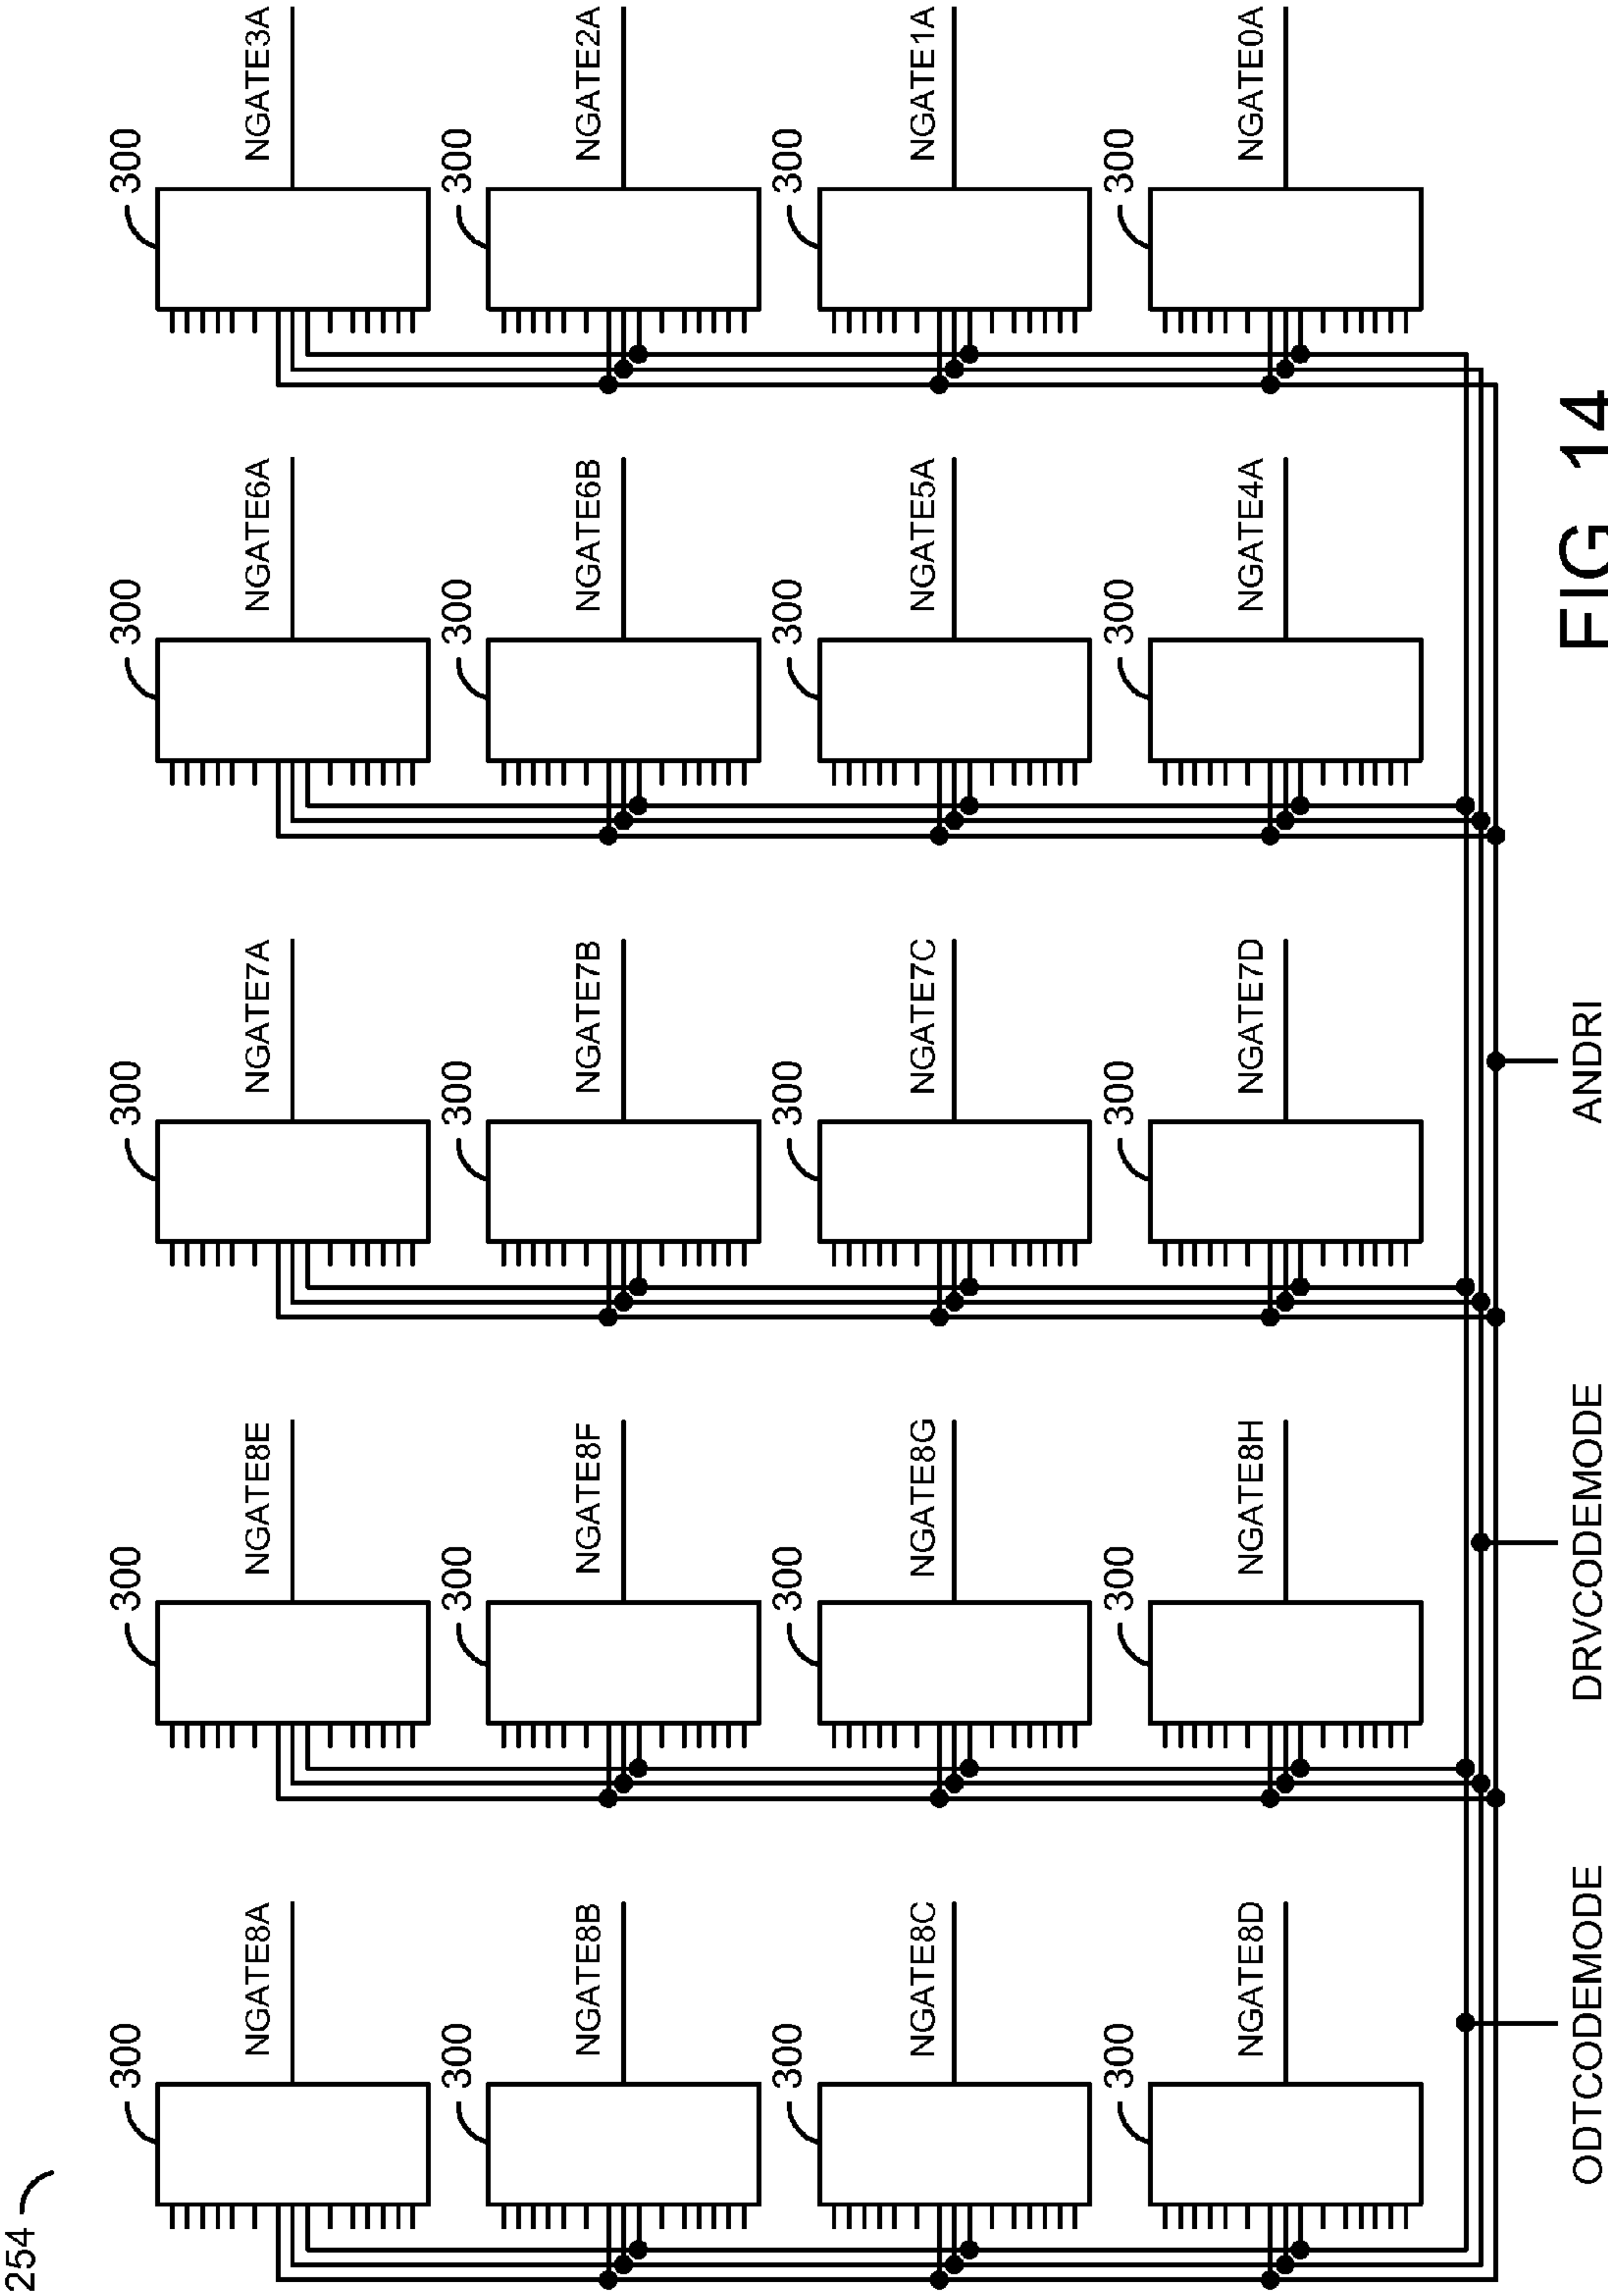 254
300 300 300 300 300
NGATE8A NGATE8E NGATE7A NGATE6A NGATE3A
300 300 300 300 300
NGATE8B NGATE8F NGATE7B NGATE6B NGATE2A
300 300 300 300 300
NGATE8C NGATE8G NGATE7C NGATE5A NGATE1A
300 300 300 300 300
NGATE8D NGATE8H NGATE7D NGATE4A NGATE0A
ODTCODEMODE DRVCODEMODE ANDRI
FIG 14